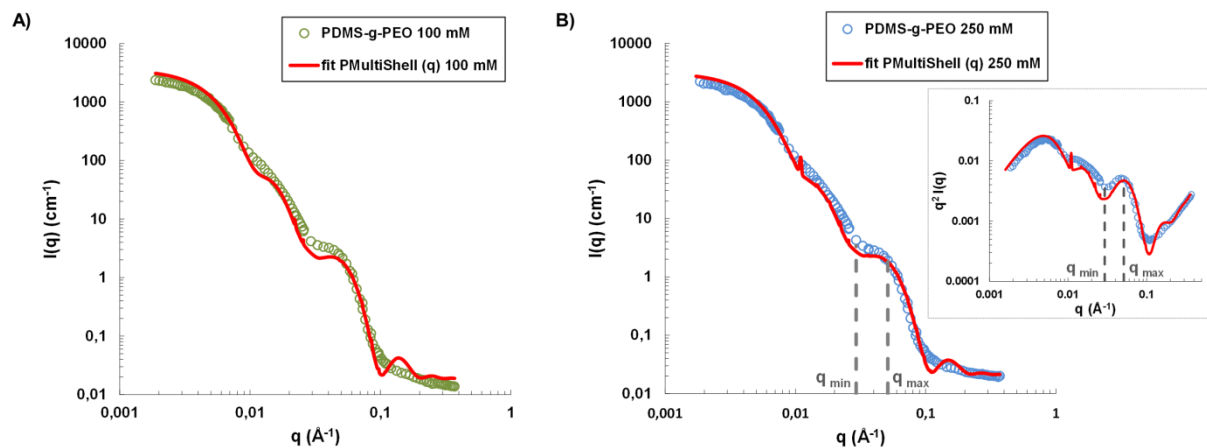 A)
PDMS-g-PEO 100 mM
fit PMultiShell (q) 100 mM
I(q) (cm⁻¹)
10000
1000
100
10
1
0,1
0,01
0,001
0,01
0,1
1
q (Å⁻¹)
B)
PDMS-g-PEO 250 mM
fit PMultiShell (q) 250 mM
I(q) (cm⁻¹)
10000
1000
100
10
1
0,1
0,01
q min
q max
0,001
0,01
0,1
1
q (Å⁻¹)
q² I(q)
0.1
0.01
0.001
0.0001
q min
q max
0.001
0.01
0.1
q (Å⁻¹)